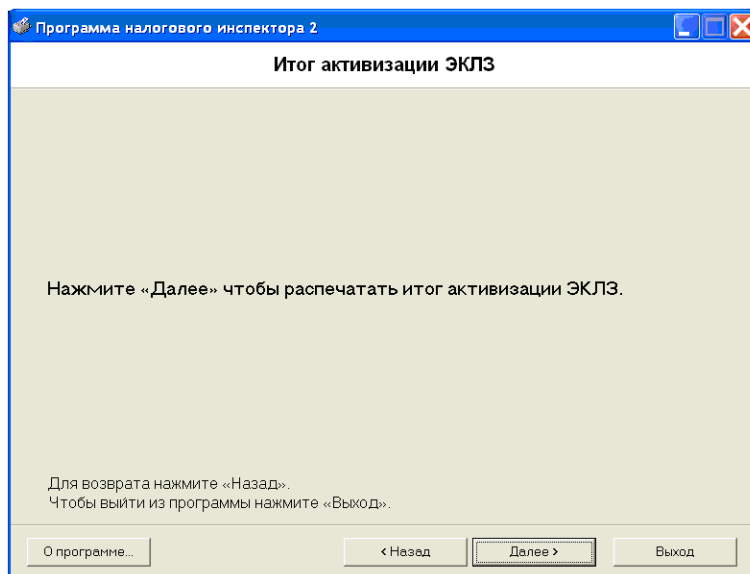 Программа налогового инспектора 2
Итог активизации ЭКЛЗ
Нажмите «Далее» чтобы распечатать итог активизации ЭКЛЗ.
Для возврата нажмите «Назад».
Чтобы выйти из программы нажмите «Выход».
О программе...
< Назад
Далее >
Выход